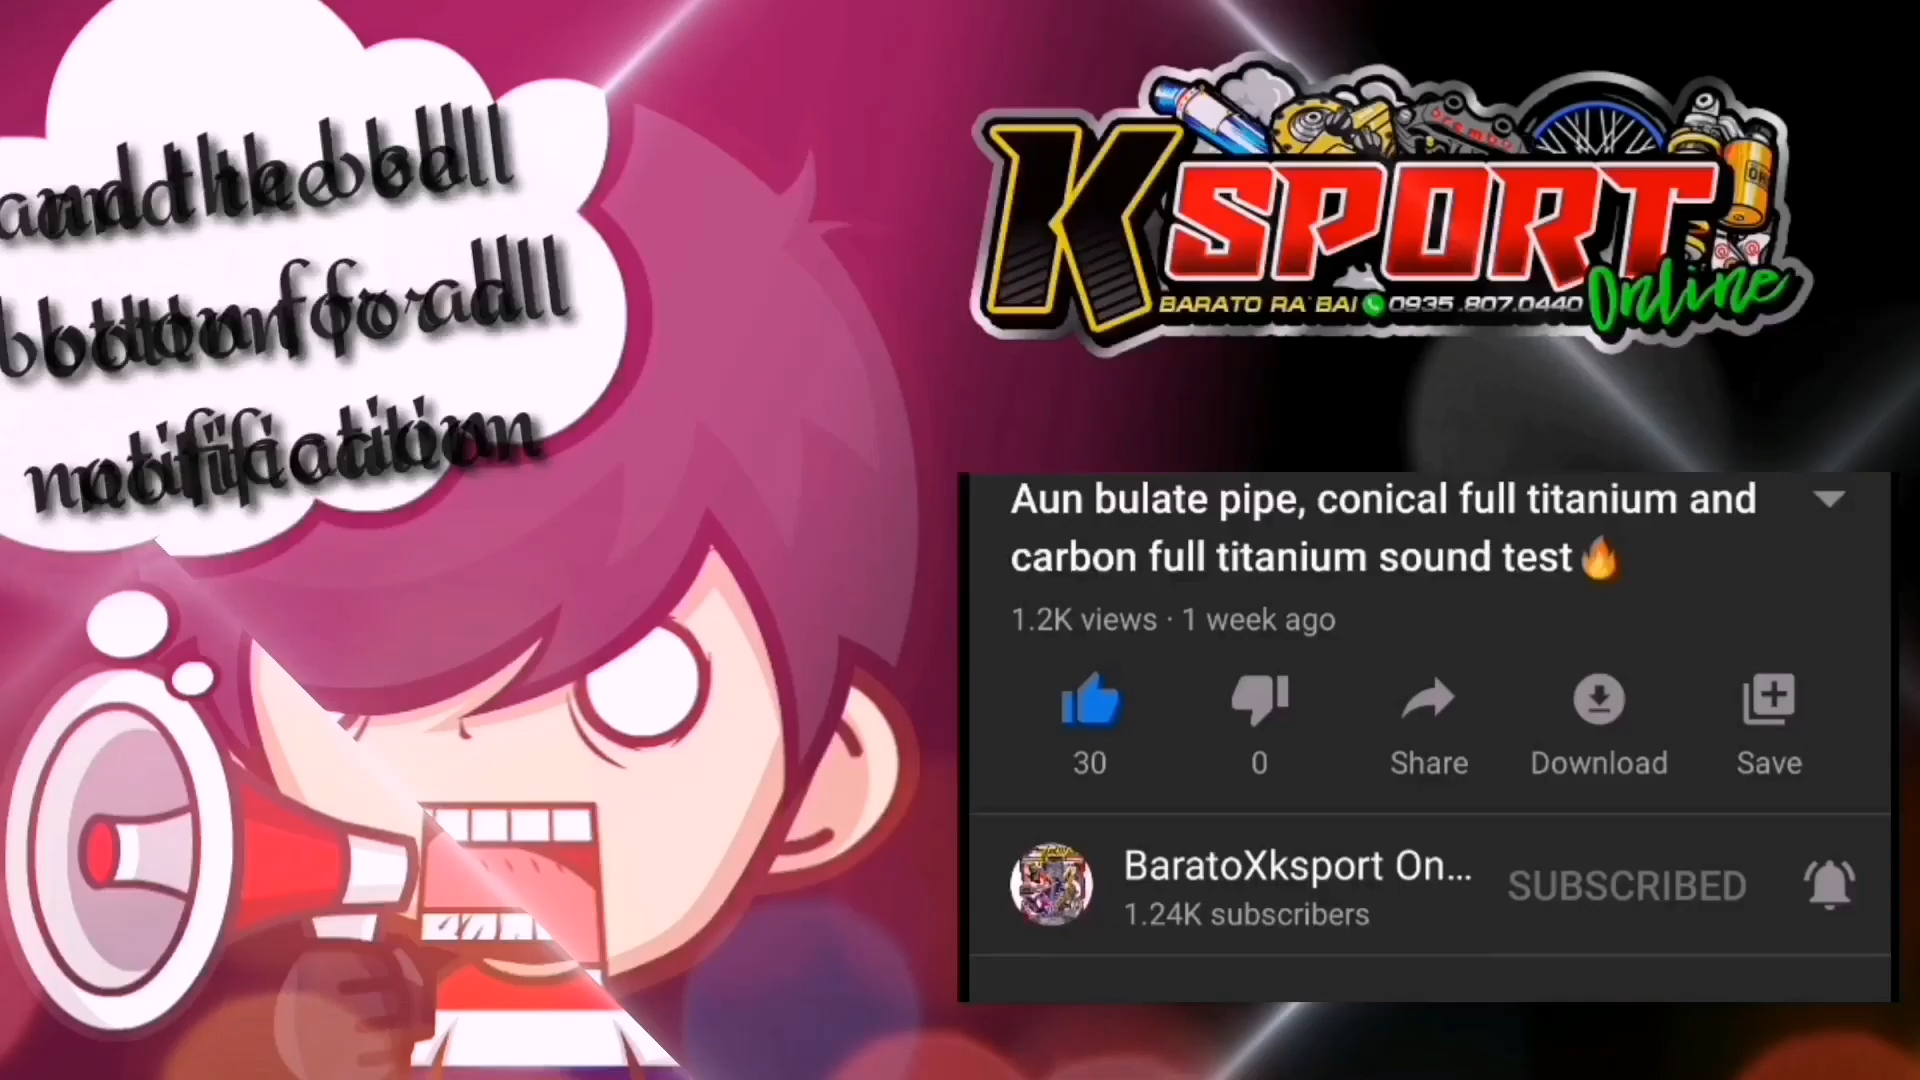 and the bell
button for all
notification
K SPORT
Online
BARATO RA BAI 0935.807.0440
brembo
Aun bulate pipe, conical full titanium and
carbon full titanium sound test🔥
1.2K views · 1 week ago
30
0
Share
Download
Save
BaratoXksport On...
SUBSCRIBED
1.24K subscribers